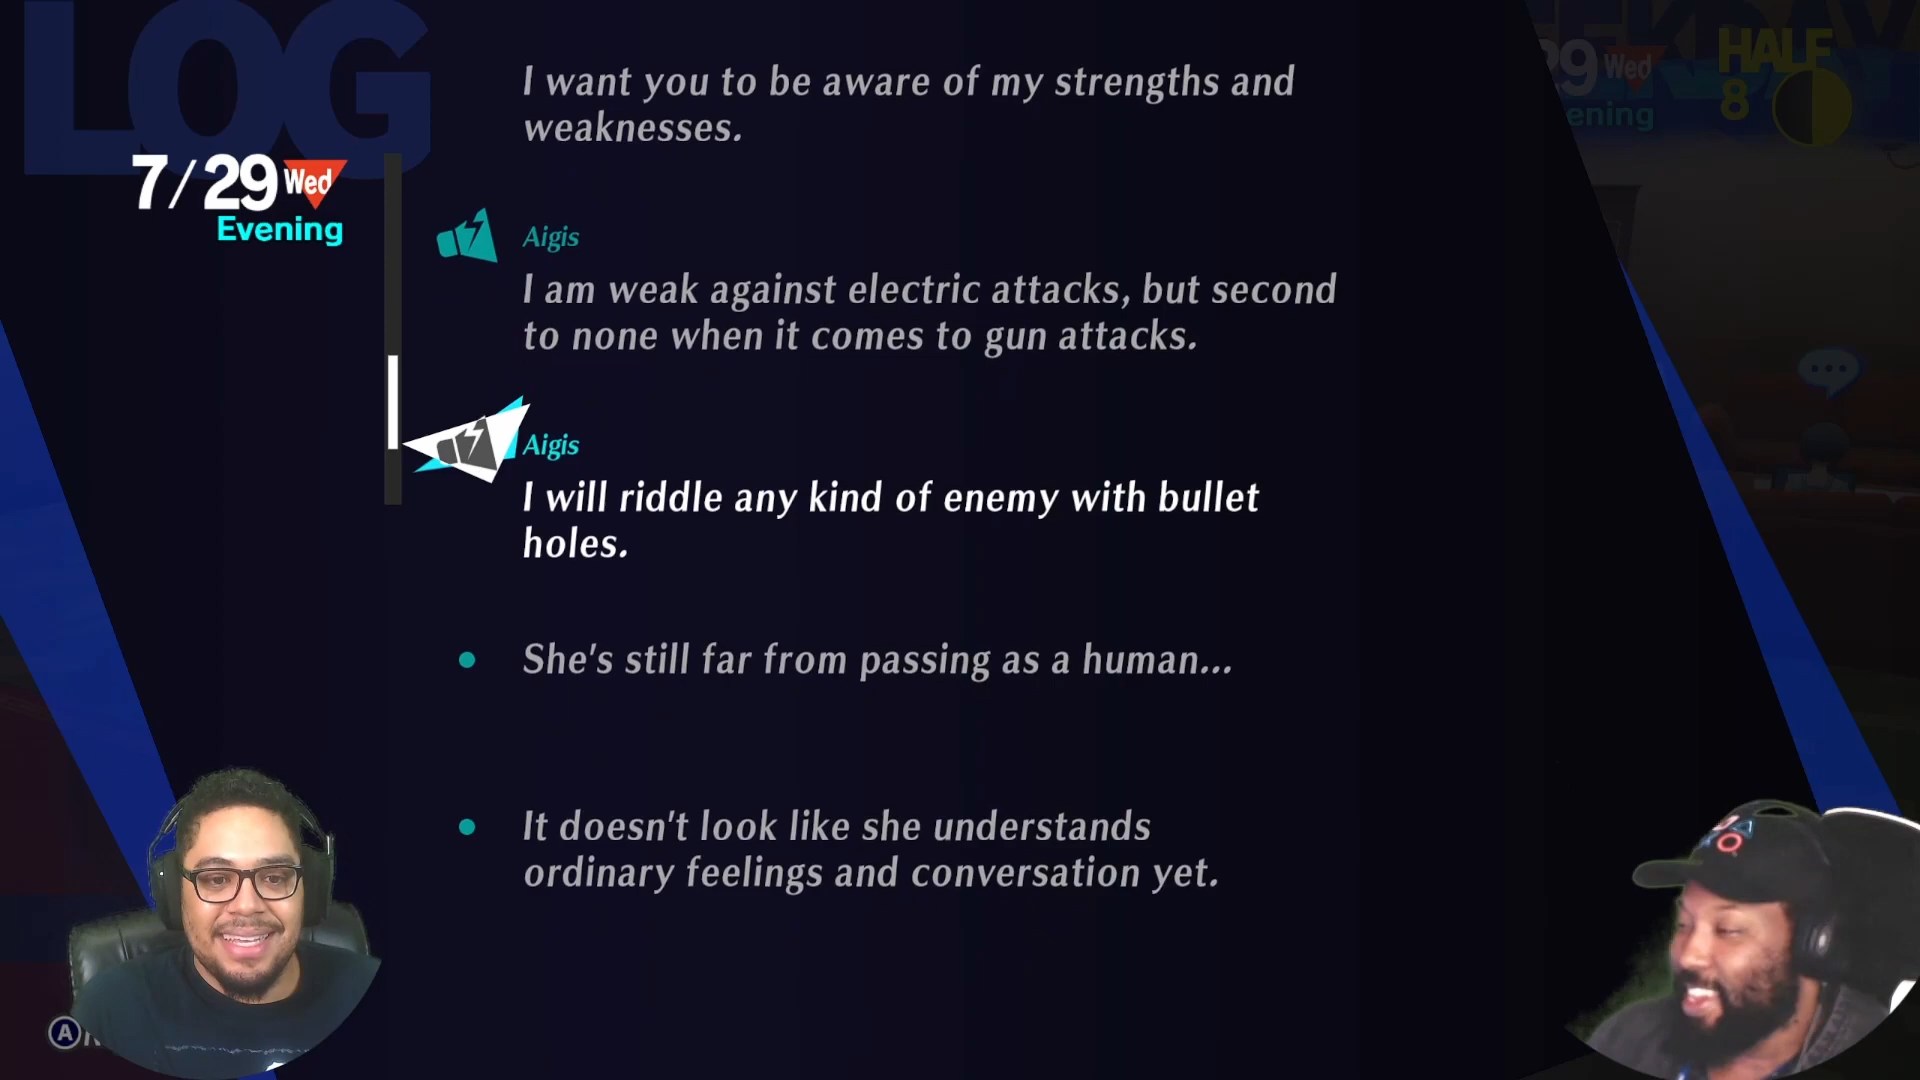 LOG
I want you to be aware of my strengths and
weaknesses.
7/29 Wed
Evening
Aigis
I am weak against electric attacks, but second
to none when it comes to gun attacks.
Aigis
I will riddle any kind of enemy with bullet
holes.
She's still far from passing as a human...
It doesn't look like she understands
ordinary feelings and conversation yet.
29 Wed
ening
HALF
8
A